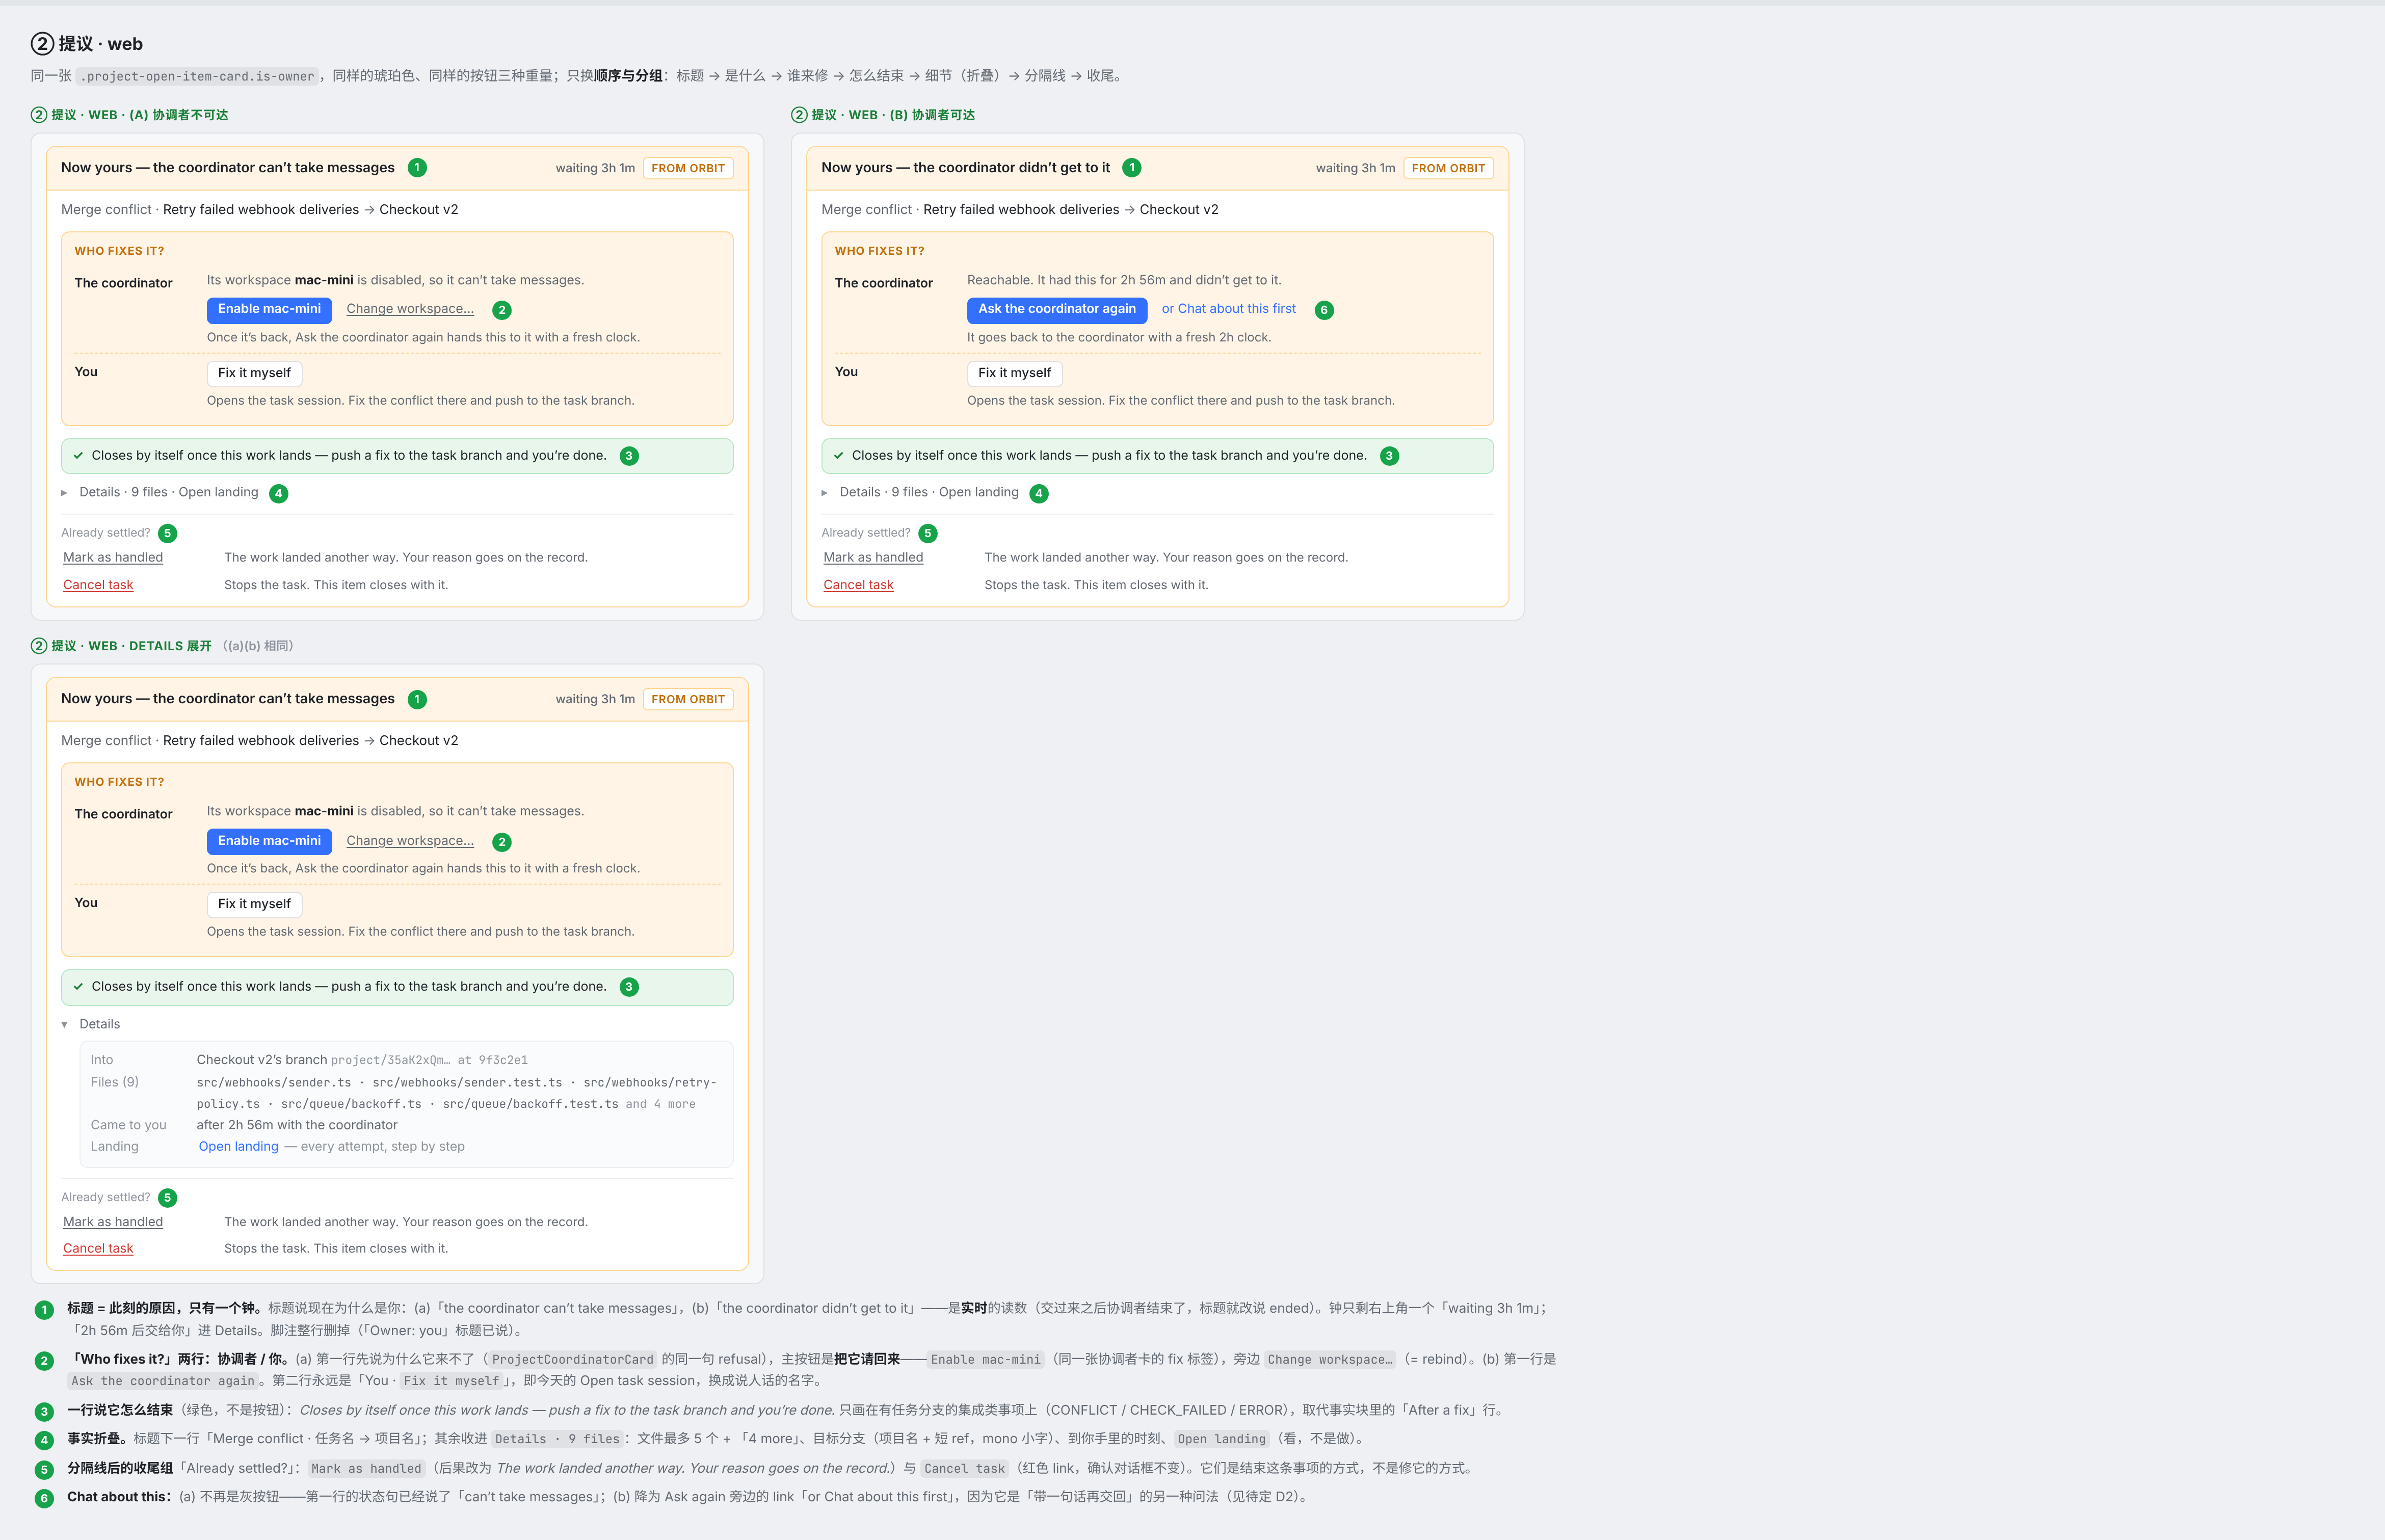 ② 提议 · web
同一张 .project-open-item-card.is-owner，同样的琥珀色、同样的按钮三种重量；只换顺序与分组：标题 → 是什么 → 谁来修 → 怎么结束 → 细节（折叠）→ 分隔线 → 收尾。
② 提议 · WEB · (A) 协调者不可达
Now yours — the coordinator can’t take messages 1 waiting 3h 1m FROM ORBIT
Merge conflict · Retry failed webhook deliveries → Checkout v2
WHO FIXES IT?
The coordinator
Its workspace mac-mini is disabled, so it can’t take messages.
Enable mac-mini Change workspace… 2
Once it’s back, Ask the coordinator again hands this to it with a fresh clock.
You
Fix it myself
Opens the task session. Fix the conflict there and push to the task branch.
✓ Closes by itself once this work lands — push a fix to the task branch and you’re done. 3
▸ Details · 9 files · Open landing 4
Already settled? 5
Mark as handled The work landed another way. Your reason goes on the record.
Cancel task Stops the task. This item closes with it.
② 提议 · WEB · (B) 协调者可达
Now yours — the coordinator didn’t get to it 1 waiting 3h 1m FROM ORBIT
Merge conflict · Retry failed webhook deliveries → Checkout v2
WHO FIXES IT?
The coordinator
Reachable. It had this for 2h 56m and didn’t get to it.
Ask the coordinator again or Chat about this first 6
It goes back to the coordinator with a fresh 2h clock.
You
Fix it myself
Opens the task session. Fix the conflict there and push to the task branch.
✓ Closes by itself once this work lands — push a fix to the task branch and you’re done. 3
▸ Details · 9 files · Open landing 4
Already settled? 5
Mark as handled The work landed another way. Your reason goes on the record.
Cancel task Stops the task. This item closes with it.
② 提议 · WEB · DETAILS 展开 （(a)(b) 相同）
Now yours — the coordinator can’t take messages 1 waiting 3h 1m FROM ORBIT
Merge conflict · Retry failed webhook deliveries → Checkout v2
WHO FIXES IT?
The coordinator
Its workspace mac-mini is disabled, so it can’t take messages.
Enable mac-mini Change workspace… 2
Once it’s back, Ask the coordinator again hands this to it with a fresh clock.
You
Fix it myself
Opens the task session. Fix the conflict there and push to the task branch.
✓ Closes by itself once this work lands — push a fix to the task branch and you’re done. 3
▾ Details
Into Checkout v2’s branch project/35aK2xQm… at 9f3c2e1
Files (9) src/webhooks/sender.ts · src/webhooks/sender.test.ts · src/webhooks/retry-
policy.ts · src/queue/backoff.ts · src/queue/backoff.test.ts and 4 more
Came to you after 2h 56m with the coordinator
Landing Open landing — every attempt, step by step
Already settled? 5
Mark as handled The work landed another way. Your reason goes on the record.
Cancel task Stops the task. This item closes with it.
1 标题 = 此刻的原因，只有一个钟。标题说现在为什么是你：(a)「the coordinator can’t take messages」，(b)「the coordinator didn’t get to it」——是实时的读数（交过来之后协调者结束了，标题就改说 ended）。钟只剩右上角一个「waiting 3h 1m」；
「2h 56m 后交给你」进 Details。脚注整行删掉（「Owner: you」标题已说）。
2 「Who fixes it?」两行：协调者 / 你。(a) 第一行先说为什么它来不了（ProjectCoordinatorCard 的同一句 refusal），主按钮是把它请回来——Enable mac-mini（同一张协调者卡的 fix 标签），旁边 Change workspace…（= rebind）。(b) 第一行是
Ask the coordinator again。第二行永远是「You · Fix it myself」，即今天的 Open task session，换成说人话的名字。
3 一行说它怎么结束（绿色，不是按钮）：Closes by itself once this work lands — push a fix to the task branch and you’re done. 只画在有任务分支的集成类事项上（CONFLICT / CHECK_FAILED / ERROR），取代事实块里的「After a fix」行。
4 事实折叠。标题下一行「Merge conflict · 任务名 → 项目名」；其余收进 Details · 9 files：文件最多 5 个 + 「4 more」、目标分支（项目名 + 短 ref，mono 小字）、到你手里的时刻、Open landing（看，不是做）。
5 分隔线后的收尾组「Already settled?」：Mark as handled（后果改为 The work landed another way. Your reason goes on the record.）与 Cancel task（红色 link，确认对话框不变）。它们是结束这条事项的方式，不是修它的方式。
6 Chat about this：(a) 不再是灰按钮——第一行的状态句已经说了「can’t take messages」；(b) 降为 Ask again 旁边的 link「or Chat about this first」，因为它是「带一句话再交回」的另一种问法（见待定 D2）。